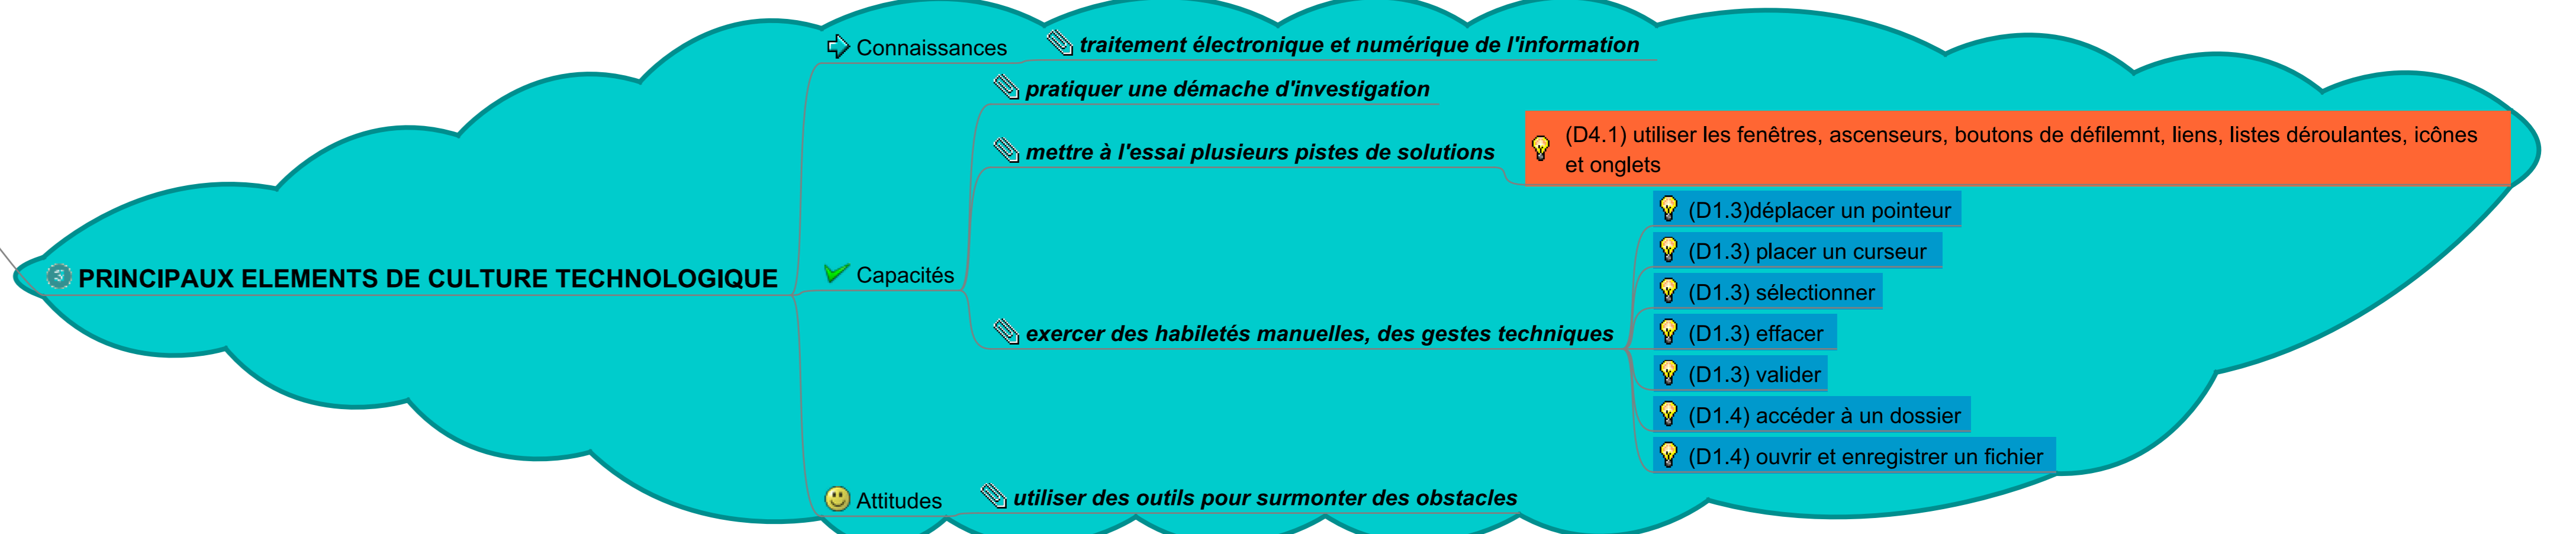 Connaissances
traitement électronique et numérique de l'information
pratiquer une démache d'investigation
mettre à l'essai plusieurs pistes de solutions
(D4.1) utiliser les fenêtres, ascenseurs, boutons de défilemnt, liens, listes déroulantes, icônes
et onglets
3 PRINCIPAUX ELEMENTS DE CULTURE TECHNOLOGIQUE
Capacités
exercer des habiletés manuelles, des gestes techniques
(D1.3)déplacer un pointeur
(D1.3) placer un curseur
(D1.3) sélectionner
(D1.3) effacer
(D1.3) valider
(D1.4) accéder à un dossier
(D1.4) ouvrir et enregistrer un fichier
Attitudes
utiliser des outils pour surmonter des obstacles